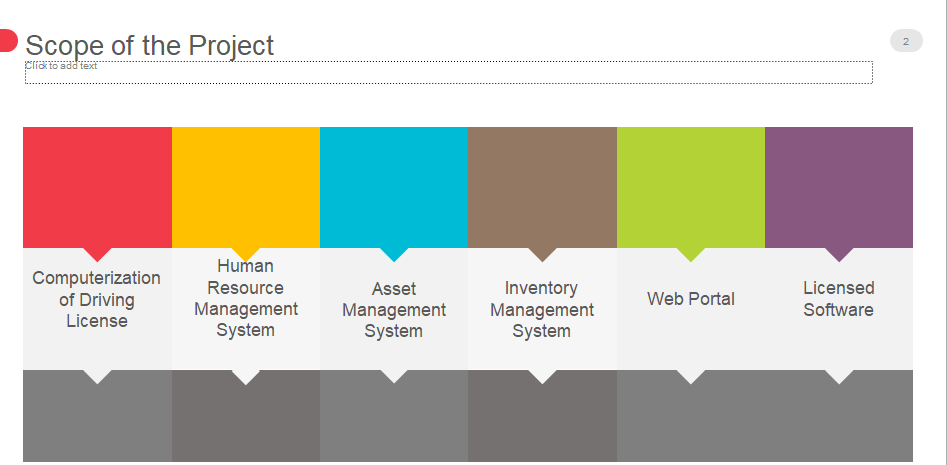 Scope of the Project
2
Click to add text
Computerization
of Driving
License
Human
Resource
Management
System
Asset
Management
System
Inventory
Management
System
Web Portal
Licensed
Software